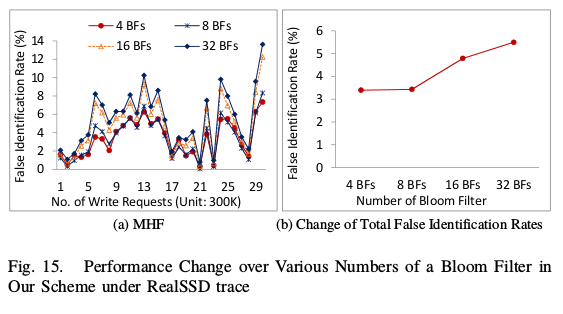 4 BFs
8 BFs
16 BFs
32 BFs
False Identification Rate (%)
14
12
10
8
6
4
2
0
1
5
9
13
17
21
25
29
No. of Write Requests (Unit: 300K)
(a) MHF
False Identification Rate (%)
6
5
4
3
2
1
0
4 BFs
8 BFs
16 BFs
32 BFs
Number of Bloom Filter
(b) Change of Total False Identification Rates
Fig. 15. Performance Change over Various Numbers of a Bloom Filter in
Our Scheme under RealSSD trace